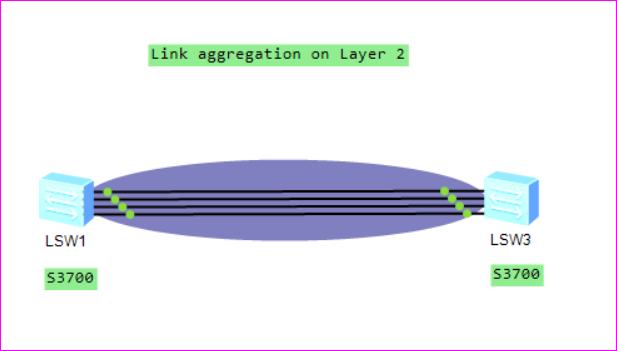 Link aggregation on Layer 2
LSW1
LSW3
S3700
S3700